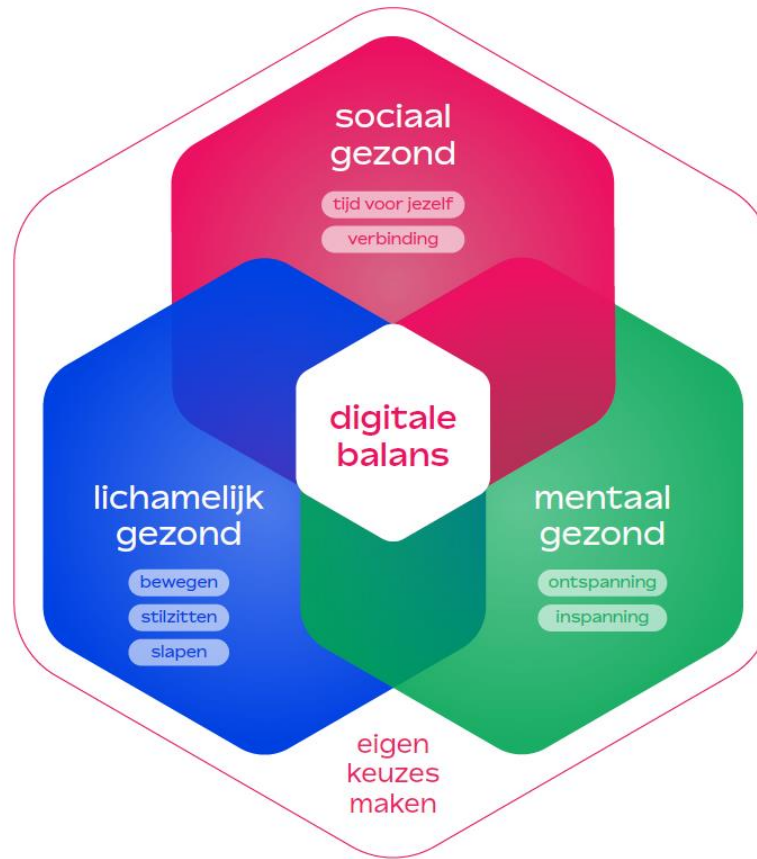 sociaal
gezond
tijd voor jezelf
verbinding
digitale
balans
lichamelijk
gezond
bewegen
stilzitten
slapen
mentaal
gezond
ontspanning
inspanning
eigen
keuzes
maken